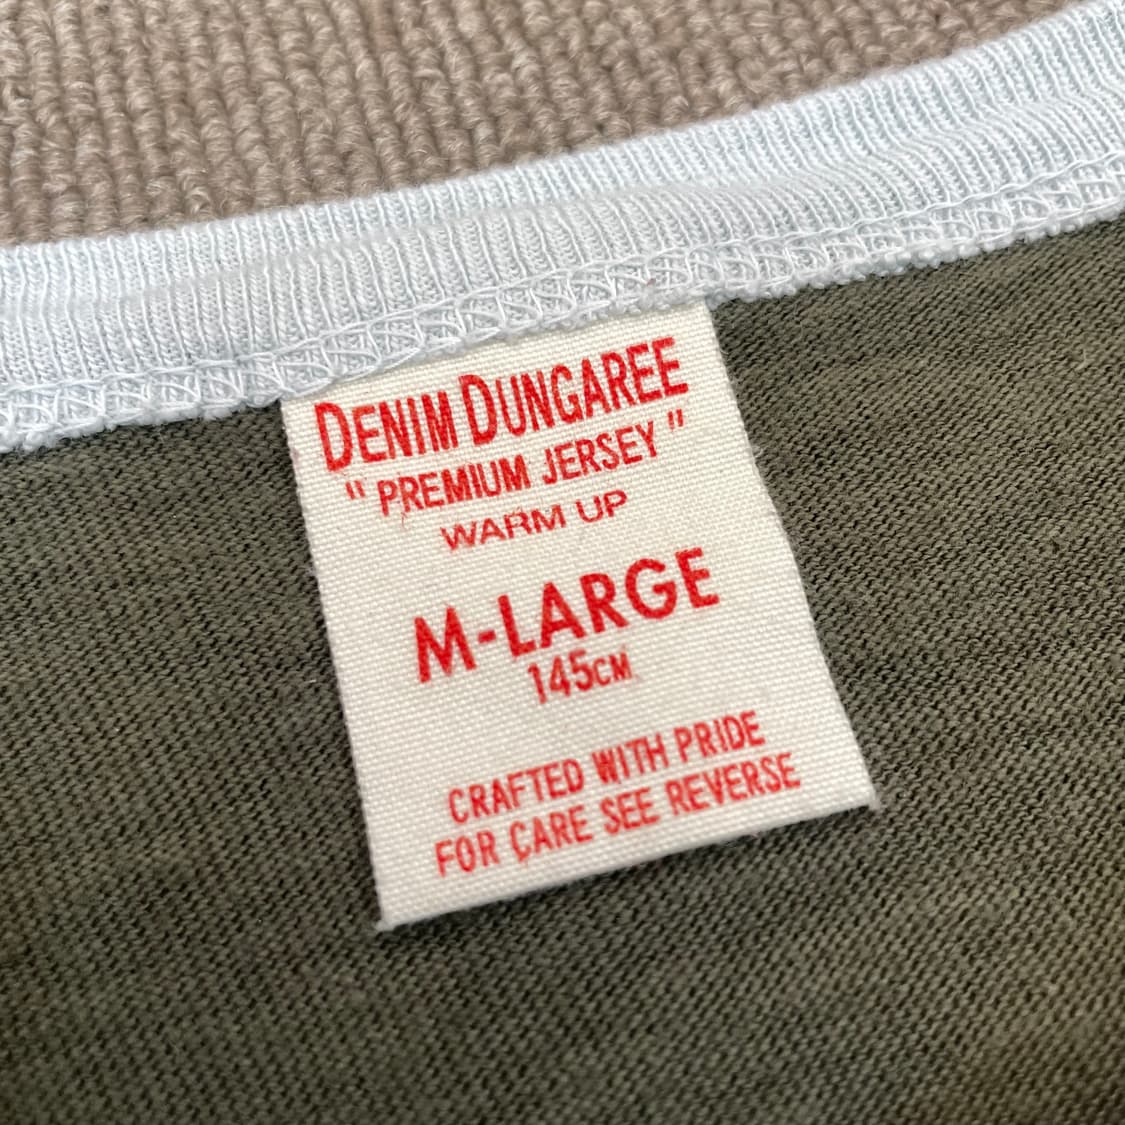 DENIM DUNGAREE
" PREMIUM JERSEY "
WARM UP
M-LARGE
145CM
CRAFTED WITH PRIDE
FOR CARE SEE REVERSE